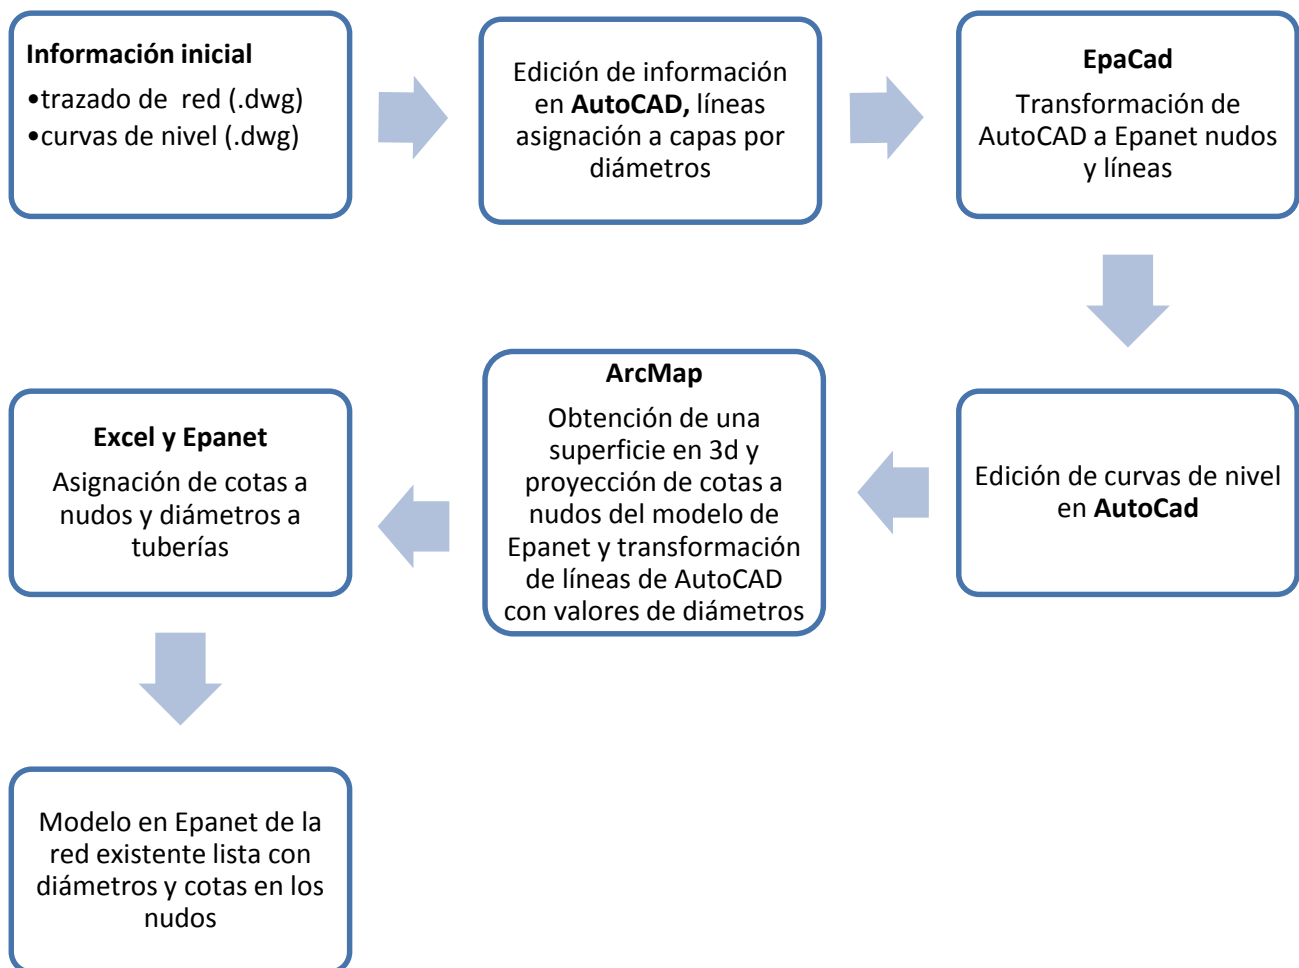 Información inicial
•trazado de red (.dwg)
•curvas de nivel (.dwg)
Edición de información
en AutoCAD, líneas
asignación a capas por
diámetros
EpaCad
Transformación de
AutoCAD a Epanet nudos
y líneas
Edición de curvas de nivel
en AutoCad
ArcMap
Obtención de una
superficie en 3d y
proyección de cotas a
nudos del modelo de
Epanet y transformación
de líneas de AutoCAD
con valores de diámetros
Excel y Epanet
Asignación de cotas a
nudos y diámetros a
tuberías
Modelo en Epanet de la
red existente lista con
diámetros y cotas en los
nudos